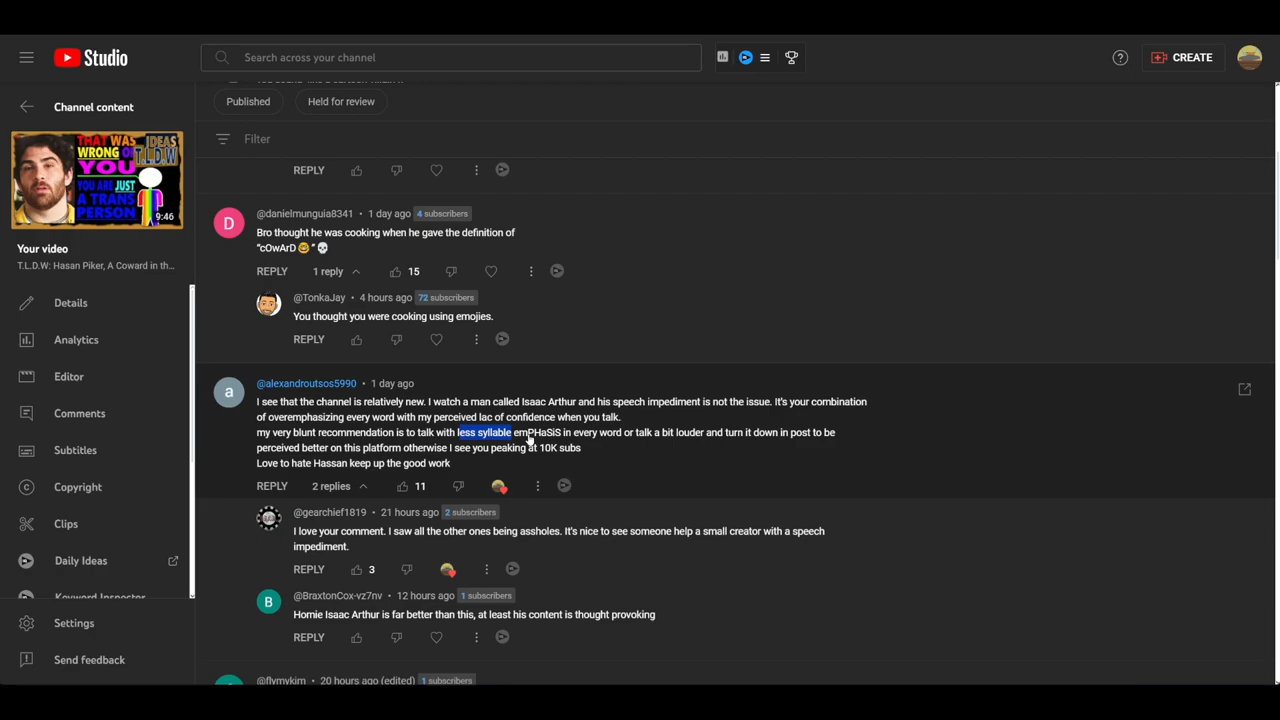 Studio
Search across your channel
CREATE
Channel content
THAT WAS
WRONG OF
YOU
YOU ARE JUST
A TRANS
PERSON
IDEAS
T.L.D.W
9:46
Your video
T.L.D.W: Hasan Piker, A Coward in th...
Details
Analytics
Editor
Comments
Copyright
Clips
Daily Ideas
Keyword Inspector
Settings
Send feedback
Published
Held for review
Filter
REPLY
D
@danielmunguia8341 • 1 day ago 4 subscribers
Bro thought he was cooking when he gave the definition of
“cOwArD 🤓 ” 💀
REPLY 1 reply 15
@TonkaJay • 4 hours ago 72 subscribers
You thought you were cooking using emojies.
REPLY
a
@alexandroutsos5990 • 1 day ago
I see that the channel is relatively new. I watch a man called Isaac Arthur and his speech impediment is not the issue. It's your combination
of overemphasizing every word with my perceived lac of confidence when you talk.
my very blunt recommendation is to talk with less syllable emPHaSiS in every word or talk a bit louder and turn it down in post to be
perceived better on this platform otherwise I see you peaking at 10K subs
Love to hate Hassan keep up the good work
REPLY 2 replies 11
@gearchief1819 • 21 hours ago 2 subscribers
I love your comment. I saw all the other ones being assholes. It's nice to see someone help a small creator with a speech
impediment.
REPLY 3
B
@BraxtonCox-vz7nv • 12 hours ago 1 subscribers
Homie Isaac Arthur is far better than this, at least his content is thought provoking
REPLY
@flymykim • 20 hours ago (edited) 1 subscribers